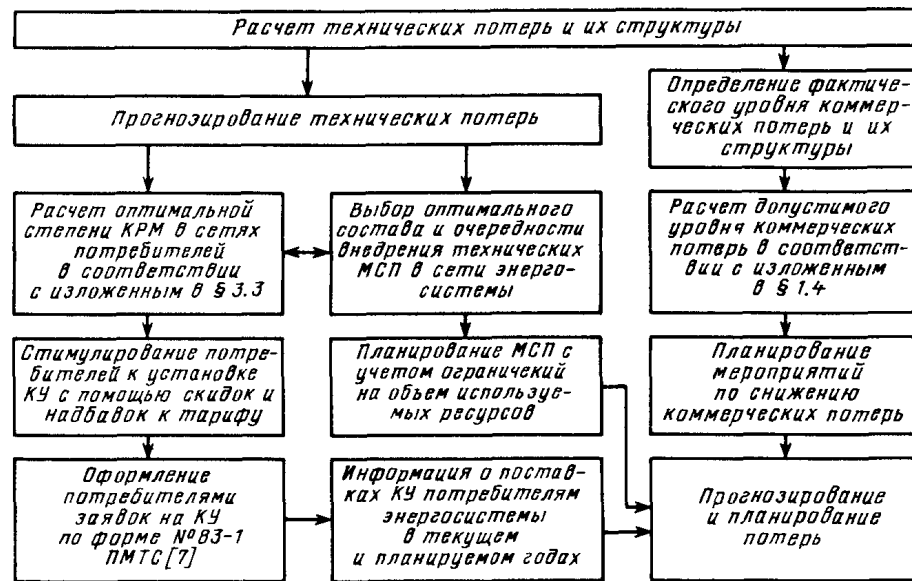 Расчет технических потерь и их структуры
Прогнозирование технических потерь
Определение фактиче-
ского уровня коммер-
ческих потерь и их
структуры
Расчет оптимальной
степени КРМ в сетях
потребителей
в соответствии
с изложенным в § 3.3
Выбор оптимального
состава и очередности
внедрения технических
МСП в сети энерго-
системы
Расчет допустимого
уровня коммерческих
потерь в соответст-
вии с изложенным
в § 1.4
Стимулирование потре-
бителей к установке
КУ с помощью скидок и
надбавок к тарифу
Планирование МСП с
учетом ограничений
на объем используе-
мых ресурсов
Планирование
мероприятий
по снижению
коммерческих потерь
Оформление
потребителями
заявок на КУ
по форме № ВЗ-1
ПМТС [7]
Информация о постав-
ках КУ потребителям
энергосистемы
в текущем
и планируемом годах
Прогнозирование
и планирование
потерь